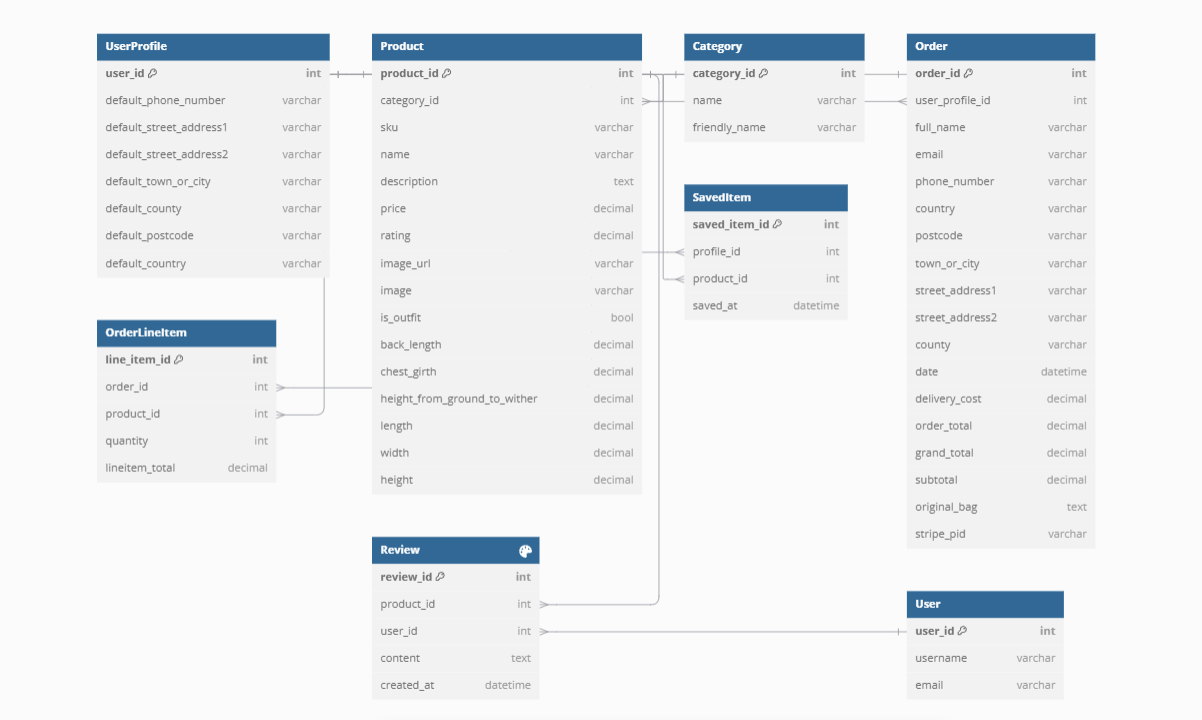 UserProfile
user_id int
default_phone_number varchar
default_street_address1 varchar
default_street_address2 varchar
default_town_or_city varchar
default_county varchar
default_postcode varchar
default_country varchar
OrderLineItem
line_item_id int
order_id int
product_id int
quantity int
lineitem_total decimal
Product
product_id int
category_id int
sku varchar
name varchar
description text
price decimal
rating decimal
image_url varchar
image varchar
is_outfit bool
back_length decimal
chest_girth decimal
height_from_ground_to_wither decimal
length decimal
width decimal
height decimal
Review
review_id int
product_id int
user_id int
content text
created_at datetime
Category
category_id int
name varchar
friendly_name varchar
SavedItem
saved_item_id int
profile_id int
product_id int
saved_at datetime
Order
order_id int
user_profile_id int
full_name varchar
email varchar
phone_number varchar
country varchar
postcode varchar
town_or_city varchar
street_address1 varchar
street_address2 varchar
county varchar
date datetime
delivery_cost decimal
order_total decimal
grand_total decimal
subtotal decimal
original_bag text
stripe_pid varchar
User
user_id int
username varchar
email varchar